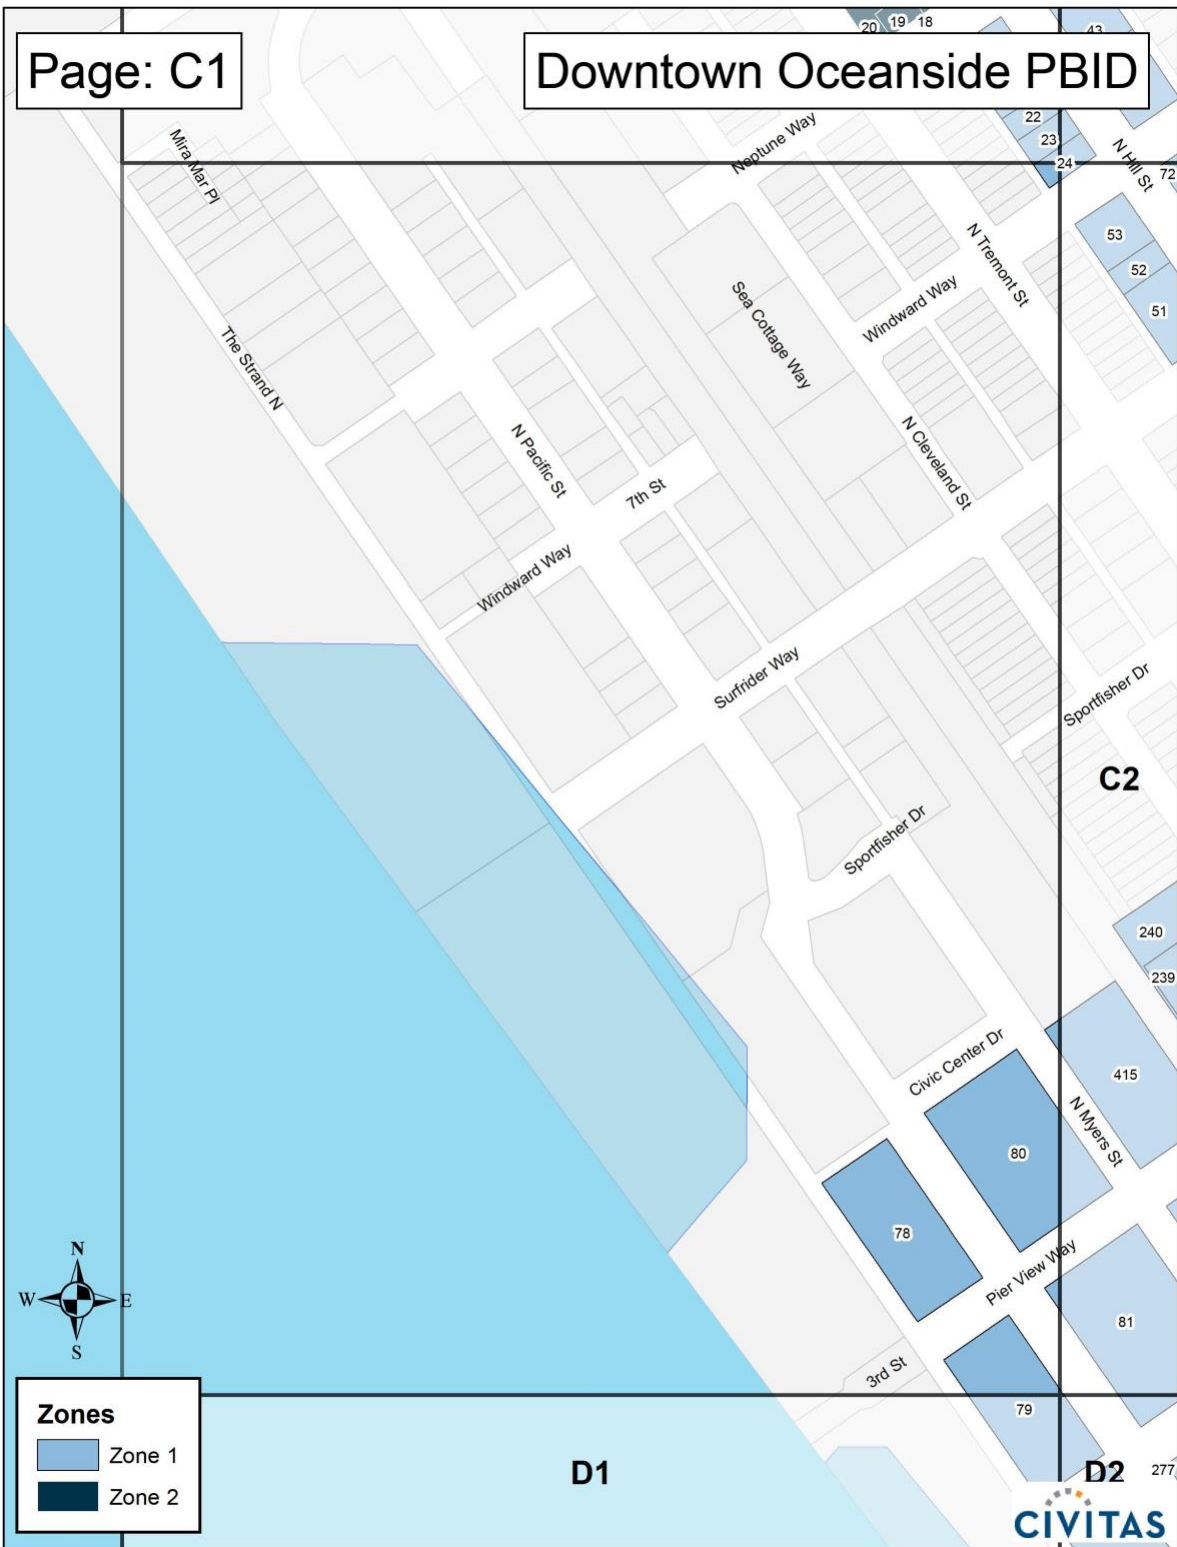 20 19 18
43
Page: C1
Downtown Oceanside PBID
22
23
24
Neptune Way
Mira Mar Pl
N Hill St
72
53
52
51
N Tremont St
Windward Way
Sea Cottage Way
The Strand N
N Cleveland St
N Pacific St
7th St
Windward Way
Surfrider Way
Sportfisher Dr
C2
Sportfisher Dr
240
239
Civic Center Dr
415
N Myers St
80
78
Pier View Way
81
N
W E
S
3rd St
79
Zones
Zone 1
Zone 2
D1
D2
277
CIVITAS